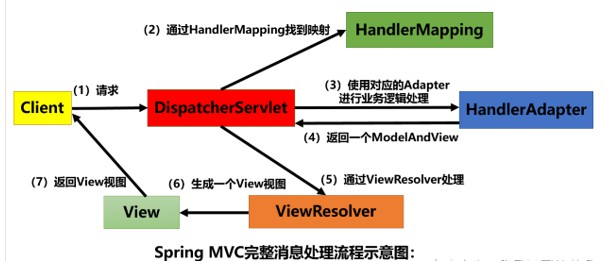 (2) 通过HandlerMapping找到映射
HandlerMapping
(1) 请求
(3) 使用对应的Adapter
进行业务逻辑处理
Client
DispatcherServlet
HandlerAdapter
(4) 返回一个ModelAndView
(7) 返回View视图
(6) 生成一个View视图
(5) 通过ViewResolver处理
View
ViewResolver
Spring MVC完整消息处理流程示意图：